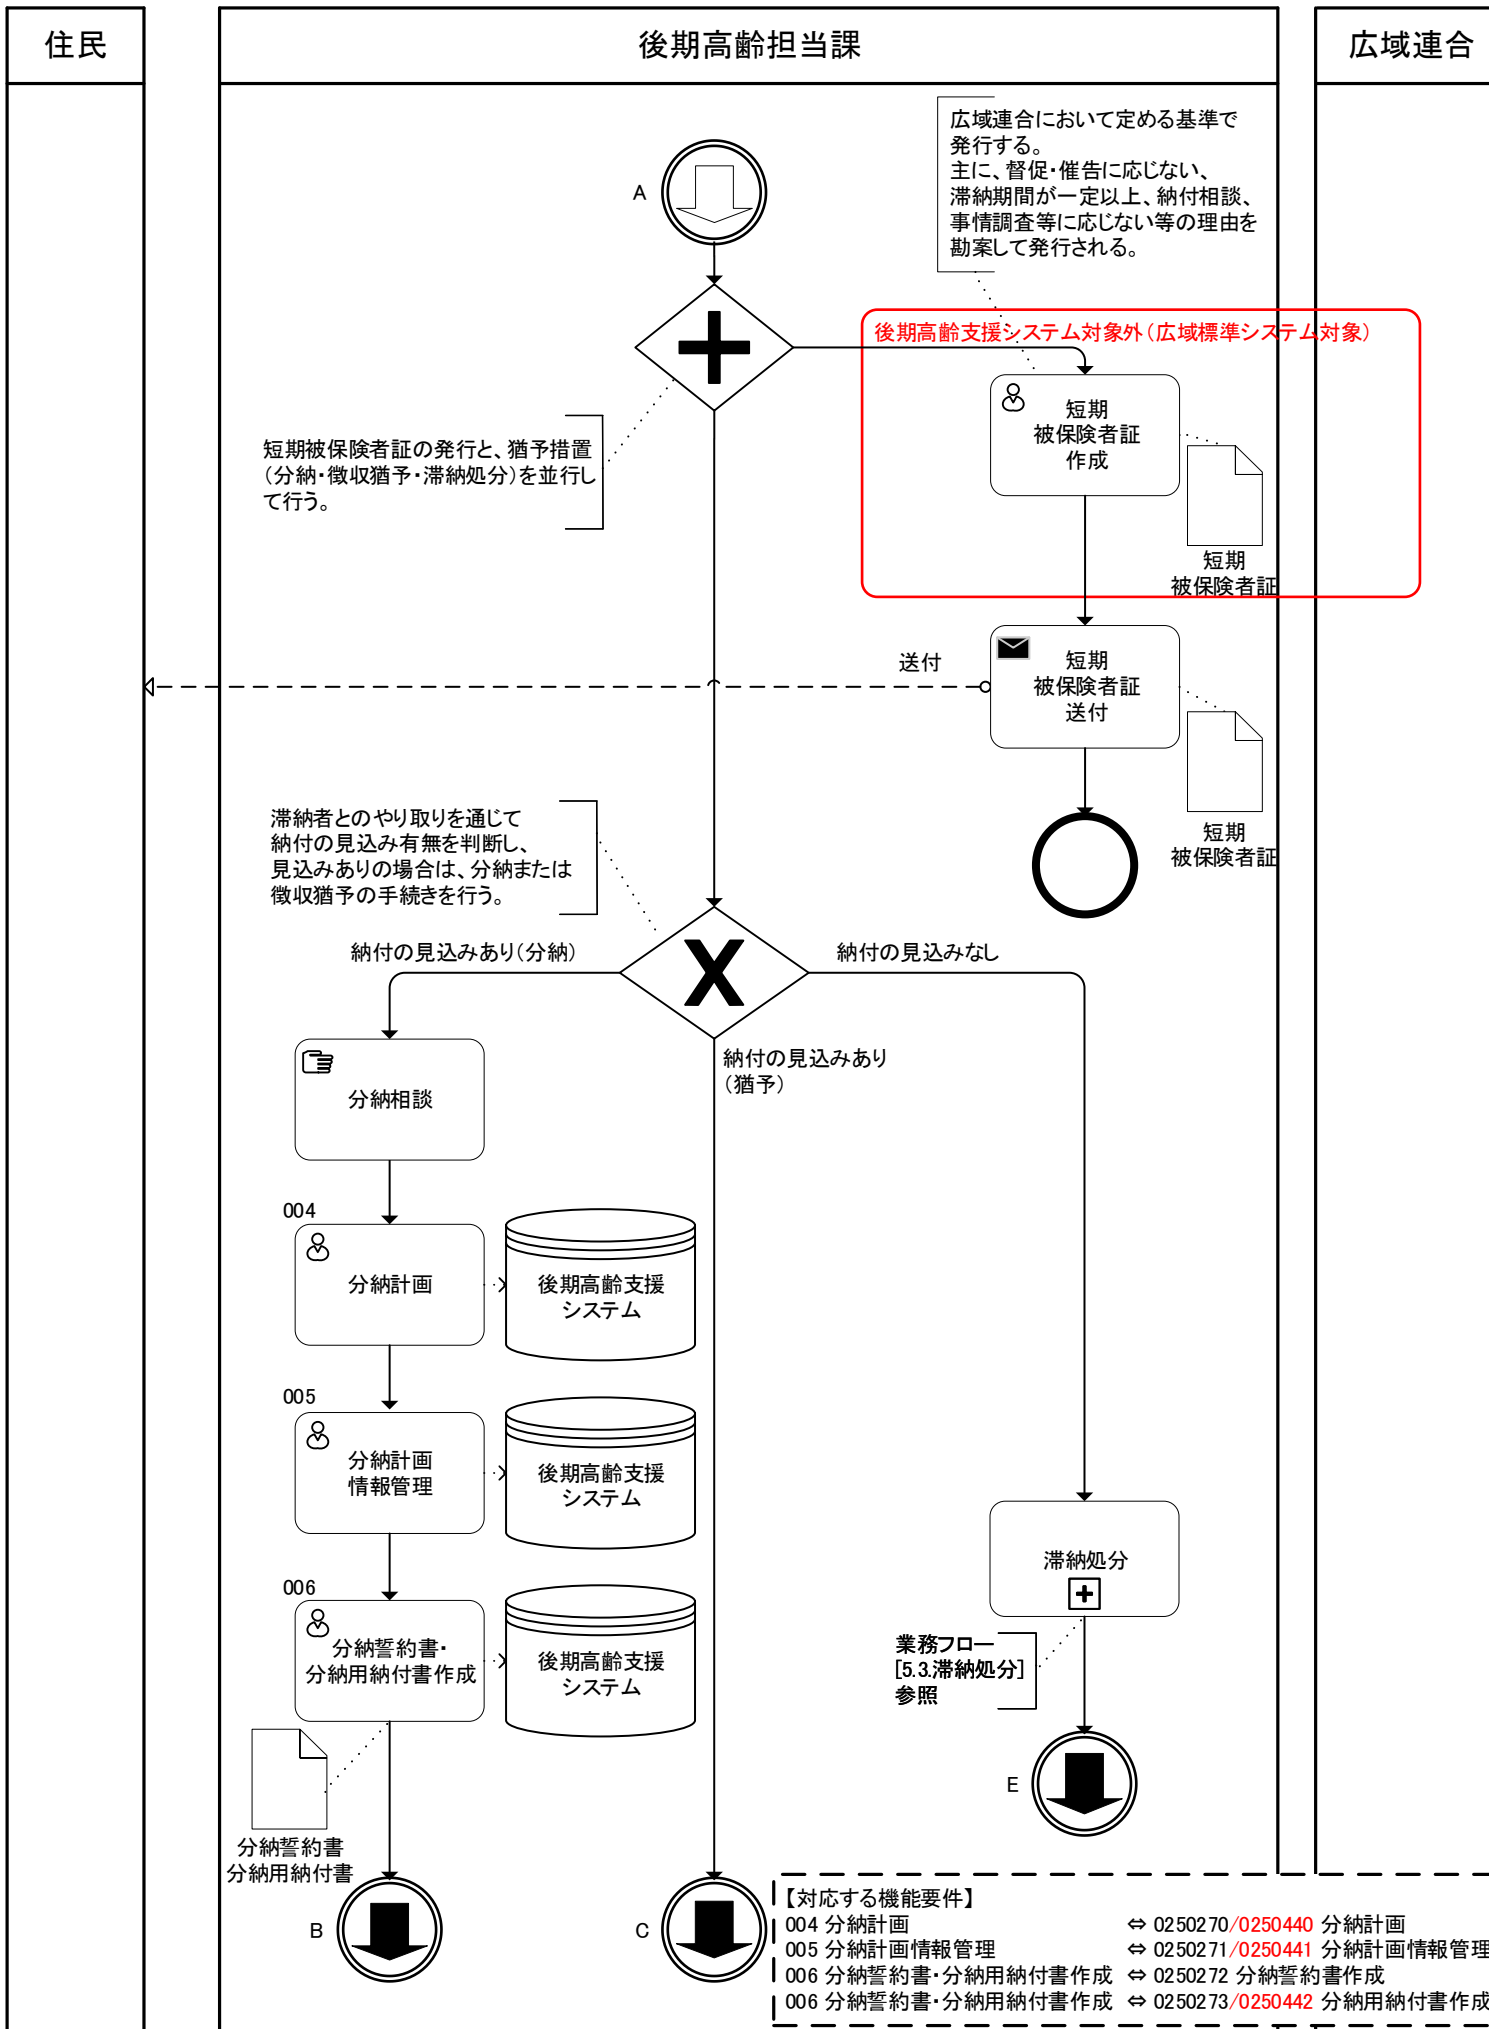 住民
後期高齢担当課
広域連合
A
広域連合において定める基準で
発行する。
主に、督促・催告に応じない、
滞納期間が一定以上、納付相談、
事情調査等に応じない等の理由を
勘案して発行される。
後期高齢支援システム対象外（広域標準システム対象）
短期
被保険者証
作成
短期
被保険者証
短期被保険者証の発行と、猶予措置
（分納・徴収猶予・滞納処分）を並行し
て行う。
送付
短期
被保険者証
送付
短期
被保険者証
滞納者とのやり取りを通じて
納付の見込み有無を判断し、
見込みありの場合は、分納または
徴収猶予の手続きを行う。
納付の見込みあり（分納）
X
納付の見込みなし
納付の見込みあり
（猶予）
分納相談
004
分納計画
後期高齢支援
システム
005
分納計画
情報管理
後期高齢支援
システム
006
分納誓約書・
分納用納付書作成
後期高齢支援
システム
分納誓約書
分納用納付書
滞納処分
業務フロー
[5.3.滞納処分]
参照
E
B
C
【対応する機能要件】
004 分納計画 ⇔ 0250270/0250440 分納計画
005 分納計画情報管理 ⇔ 0250271/0250441 分納計画情報管理
006 分納誓約書・分納用納付書作成 ⇔ 0250272 分納誓約書作成
006 分納誓約書・分納用納付書作成 ⇔ 0250273/0250442 分納用納付書作成